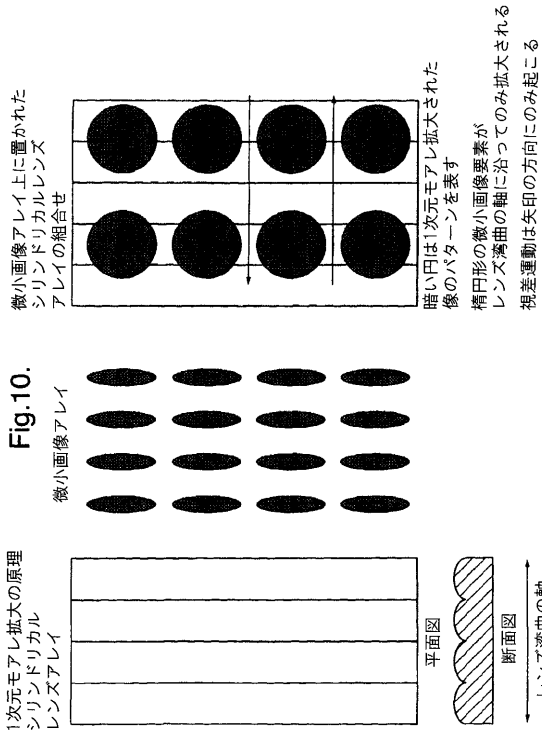 Fig.10.
1次元モアレ拡大の原理
シリンドリカル
レンズアレイ
平面図
断面図
レンズ湾曲の軸
微小画像アレイ
微小画像アレイ上に置かれた
シリンドリカルレンズ
アレイの組合せ
暗い円は1次元モアレ拡大された
像のパターンを表す
楕円形の微小画像要素が
レンズ湾曲の軸に沿ってのみ拡大される
視差運動は矢印の方向にのみ起こる